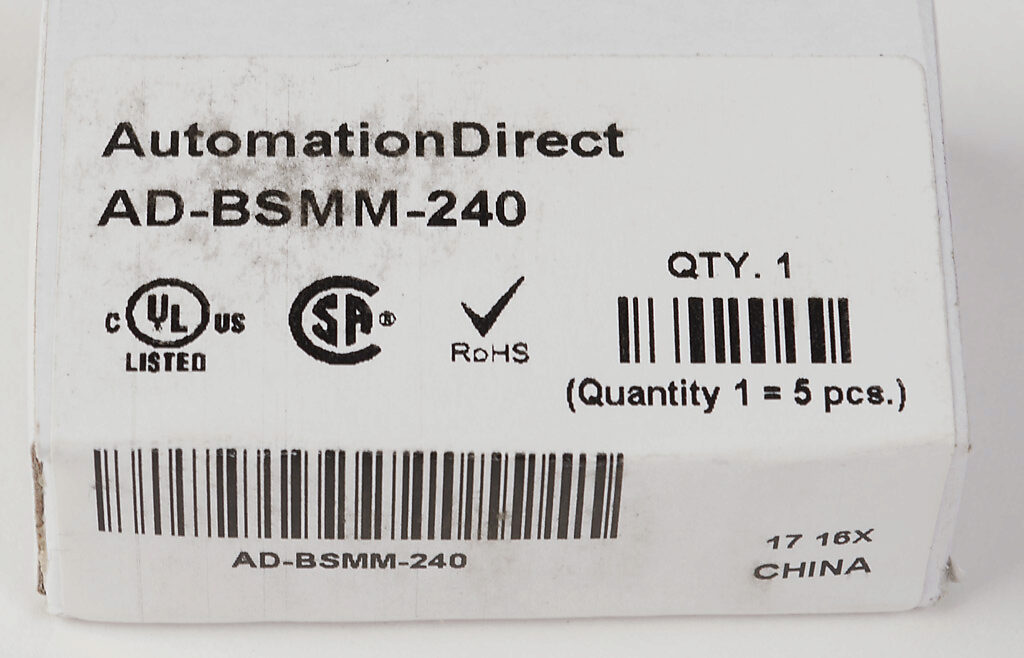 AutomationDirect
AD-BSMM-240
QTY. 1
C UL US
LISTED
SA®
RoHS
(Quantity 1 = 5 pcs.)
AD-BSMM-240
17 16X
CHINA